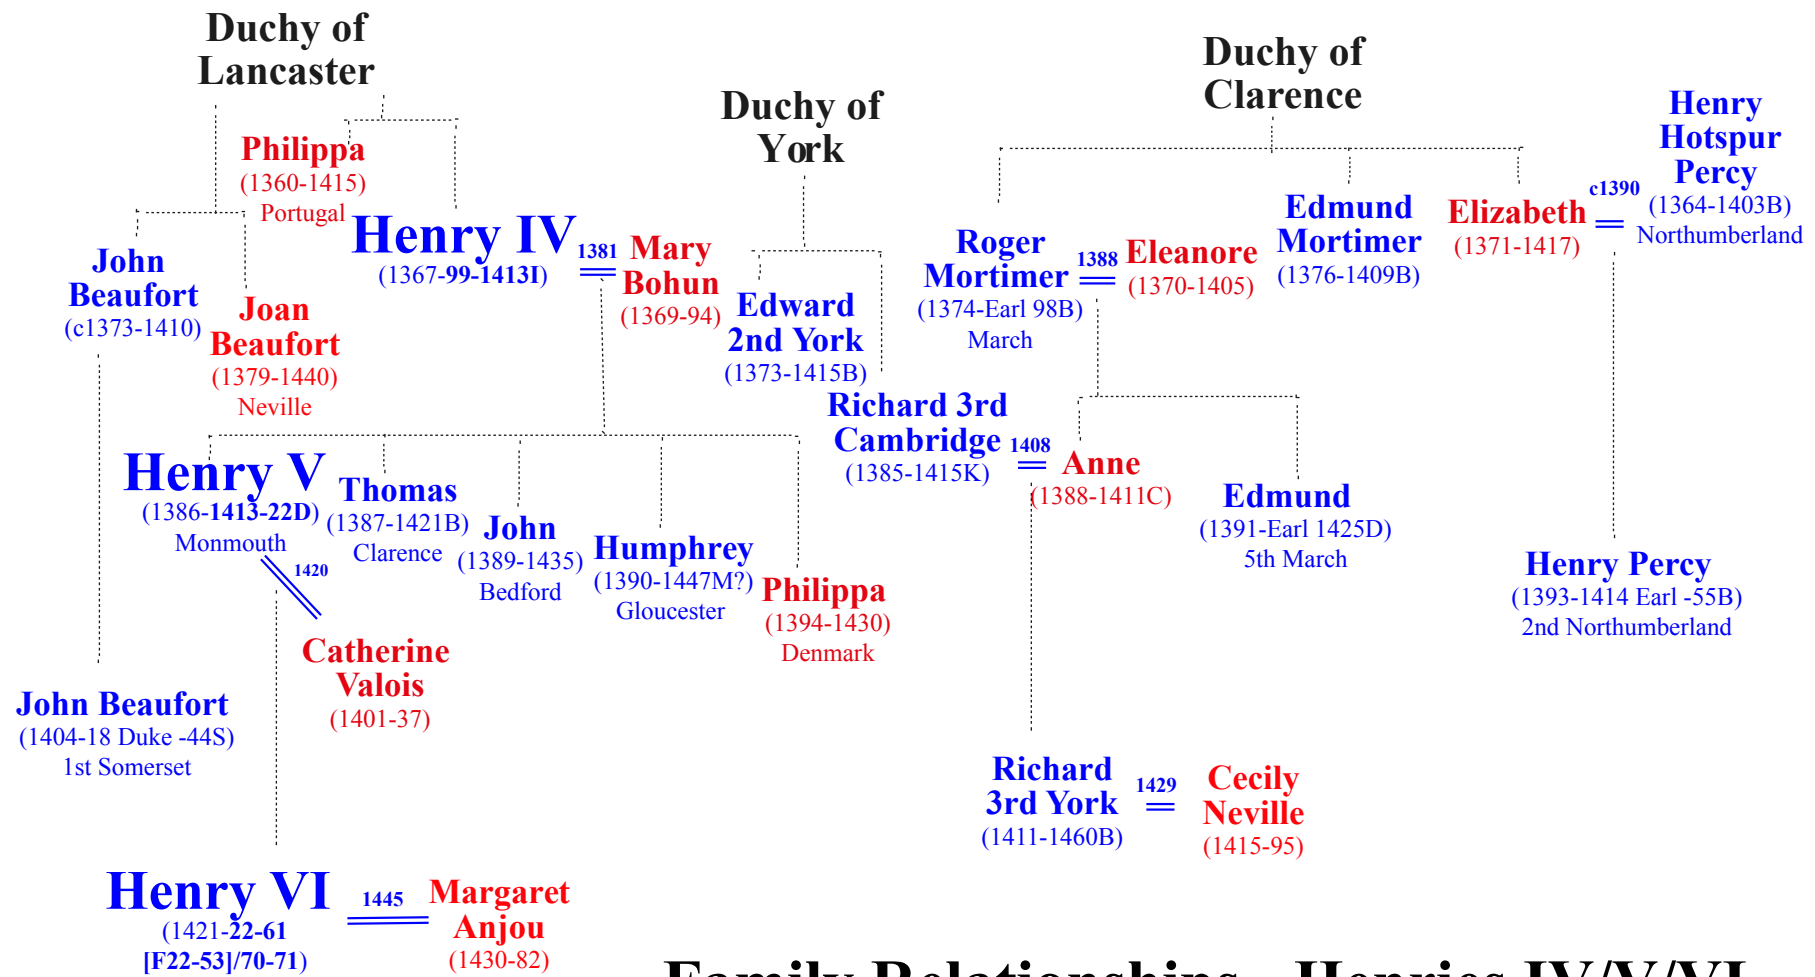 Duchy of
Lancaster
Duchy of
York
Duchy of
Clarence
Henry
Hotspur
Percy
(1364-1403B)
Northumberland
c1390
Philippa
(1360-1415)
Portugal
Henry IV
(1367-99-1413I)
1381
Mary
Bohun
(1369-94)
John
Beaufort
(c1373-1410)
Joan
Beaufort
(1379-1440)
Neville
Edward
2nd York
(1373-1415B)
Roger
Mortimer
(1374-Earl 98B)
March
1388
Eleanore
(1370-1405)
Edmund
Mortimer
(1376-1409B)
Elizabeth
(1371-1417)
Richard 3rd
Cambridge
(1385-1415K)
1408
Anne
(1388-1411C)
Edmund
(1391-Earl 1425D)
5th March
Henry V
(1386-1413-22D)
Monmouth
1420
Thomas
(1387-1421B)
Clarence
John
(1389-1435)
Bedford
Humphrey
(1390-1447M?)
Gloucester
Philippa
(1394-1430)
Denmark
Henry Percy
(1393-1414 Earl -55B)
2nd Northumberland
Catherine
Valois
(1401-37)
John Beaufort
(1404-18 Duke -44S)
1st Somerset
Richard
3rd York
(1411-1460B)
1429
Cecily
Neville
(1415-95)
Henry VI
(1421-22-61
[F22-53]/70-71)
1445
Margaret
Anjou
(1430-82)
Family Relationships - Henries IV/V/VI